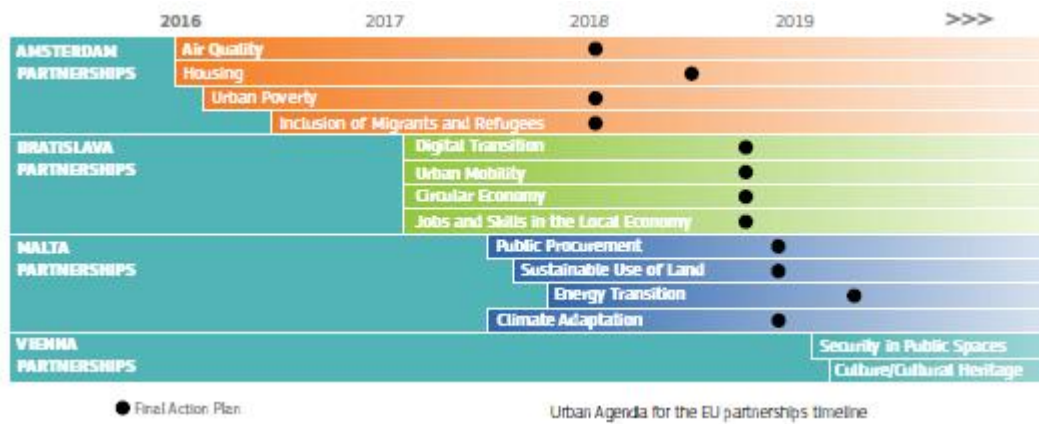 2016 2017 2018 2019 >>>
AMSTERDAM
PARTNERSHIPS
Air Quality
Housing
Urban Poverty
Inclusion of Migrants and Refugees
BRATISLAVA
PARTNERSHIPS
Digital Transition
Urban Mobility
Circular Economy
Jobs and Skills in the Local Economy
MALTA
PARTNERSHIPS
Public Procurement
Sustainable Use of Land
Energy Transition
Climate Adaptation
VIENNA
PARTNERSHIPS
Security in Public Spaces
Culture/Cultural Heritage
Final Action Plan
Urban Agenda for the EU partnerships timeline